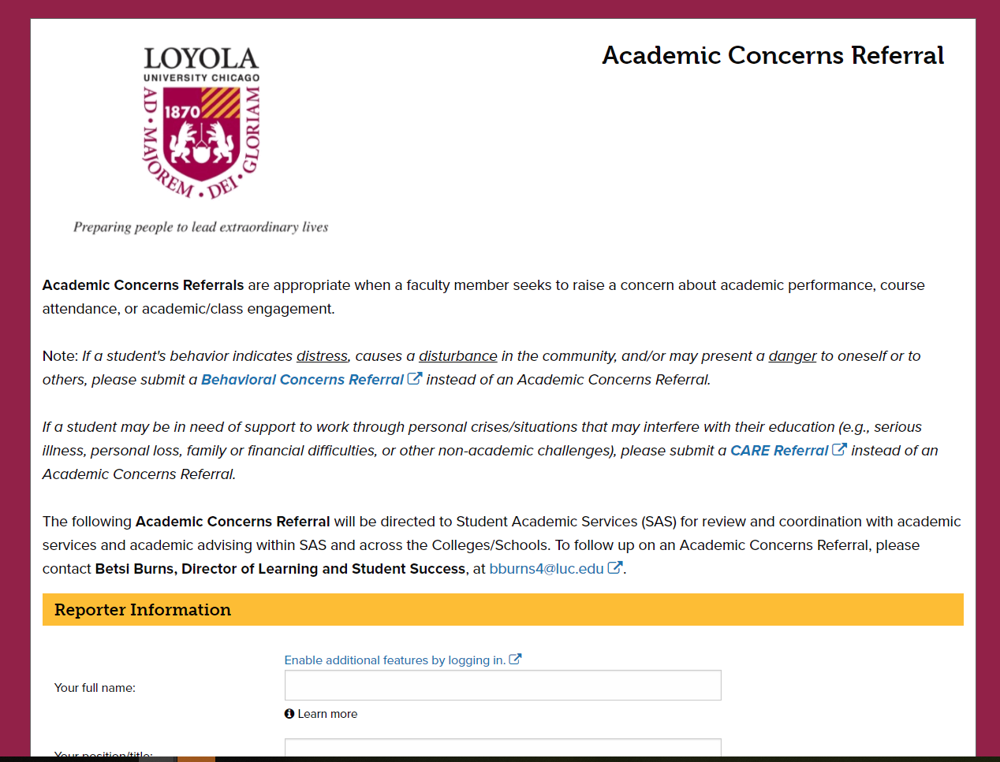 LOYOLA
UNIVERSITY CHICAGO
AD • MAJOREM • DEI • GLORIAM
1870
Preparing people to lead extraordinary lives
Academic Concerns Referral
Academic Concerns Referrals are appropriate when a faculty member seeks to raise a concern about academic performance, course
attendance, or academic/class engagement.
Note: If a student's behavior indicates distress, causes a disturbance in the community, and/or may present a danger to oneself or to
others, please submit a Behavioral Concerns Referral instead of an Academic Concerns Referral.
If a student may be in need of support to work through personal crises/situations that may interfere with their education (e.g., serious
illness, personal loss, family or financial difficulties, or other non-academic challenges), please submit a CARE Referral instead of an
Academic Concerns Referral.
The following Academic Concerns Referral will be directed to Student Academic Services (SAS) for review and coordination with academic
services and academic advising within SAS and across the Colleges/Schools. To follow up on an Academic Concerns Referral, please
contact Betsi Burns, Director of Learning and Student Success, at bburns4@luc.edu.
Reporter Information
Enable additional features by logging in.
Your full name:
Learn more
Your position/title: